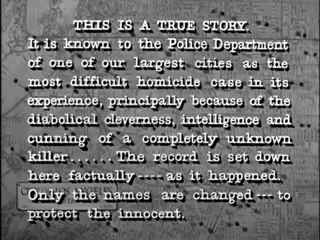 THIS IS A TRUE STORY.
It is known to the Police Department
of one of our largest cities as the
most difficult homicide case in its
experience, principally because of the
diabolical cleverness, intelligence and
cunning of a completely unknown
killer......The record is set down
here factually----as it happened.
Only the names are changed---to
protect the innocent.